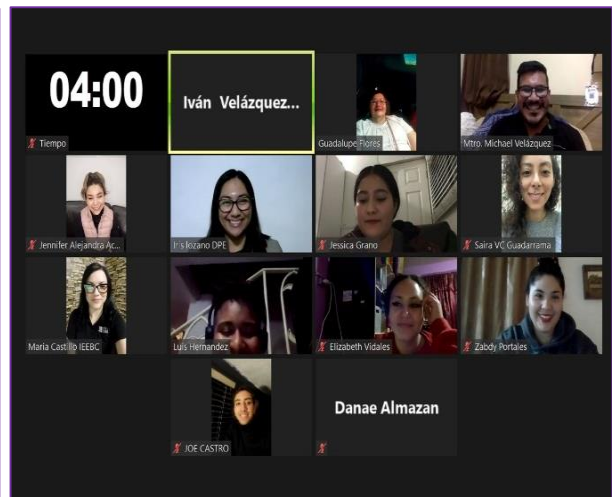 04:00
Tiempo
Iván Velázquez...
Guadalupe Flores
Mtro. Michael Velázquez
Jennifer Alejandra Ac...
Iris lozano DPE
Jessica Grano
Saira VC Guadarrama
Maria Castillo IEEBC
Luis Hernandez
Elizabeth Vidales
Zabdy Portales
JOE CASTRO
Danae Almazan